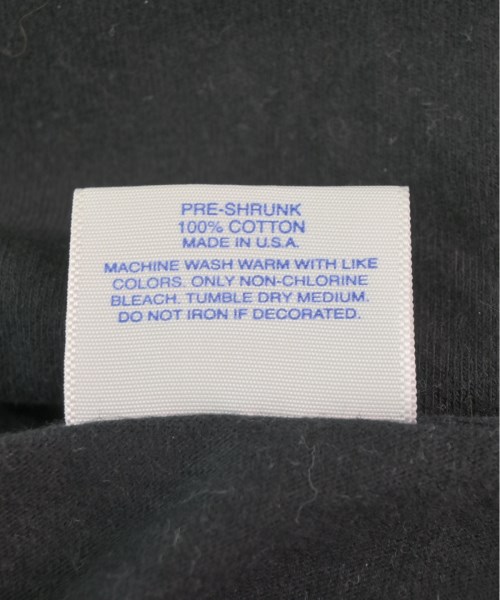 PRE-SHRUNK
100% COTTON
MADE IN U.S.A.
MACHINE WASH WARM WITH LIKE
COLORS. ONLY NON-CHLORINE
BLEACH. TUMBLE DRY MEDIUM.
DO NOT IRON IF DECORATED.